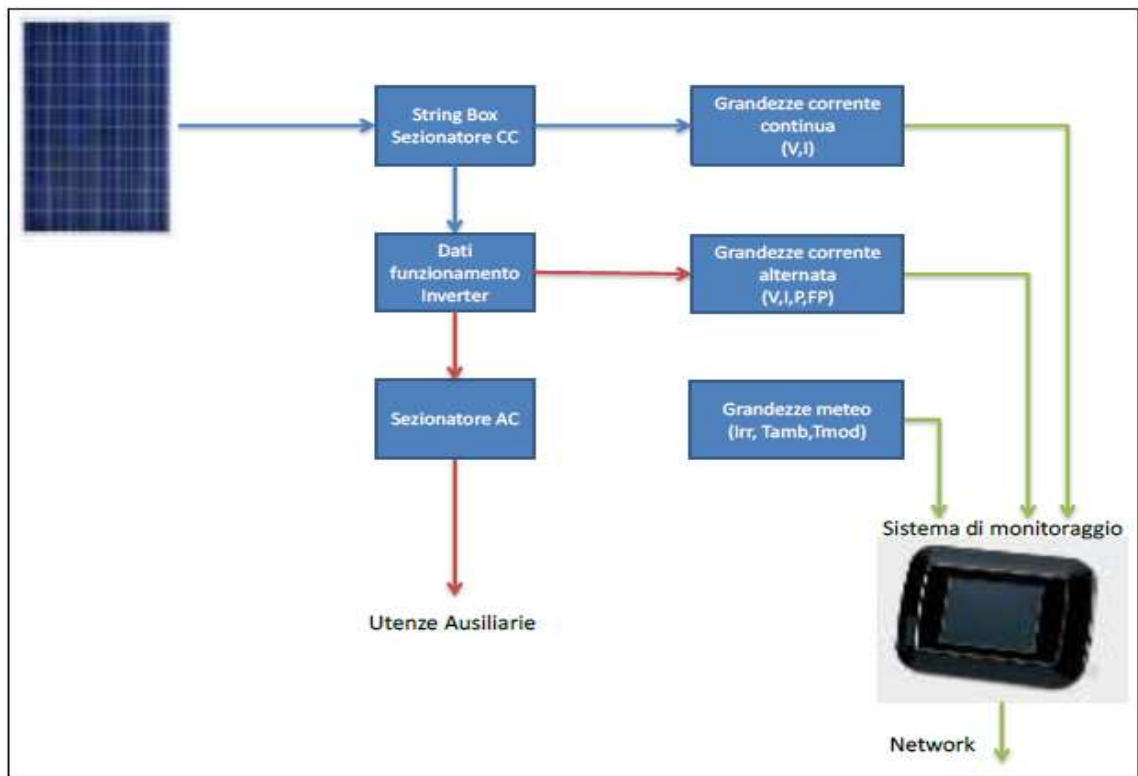 String Box
Sezionatore CC
Grandezze corrente
continua
(V,I)
Dati
funzionamento
Inverter
Grandezze corrente
alternata
(V,I,P,FP)
Sezionatore AC
Grandezze meteo
(Irr, Tamb,Tmod)
Sistema di monitoraggio
Utenze Ausiliarie
Network